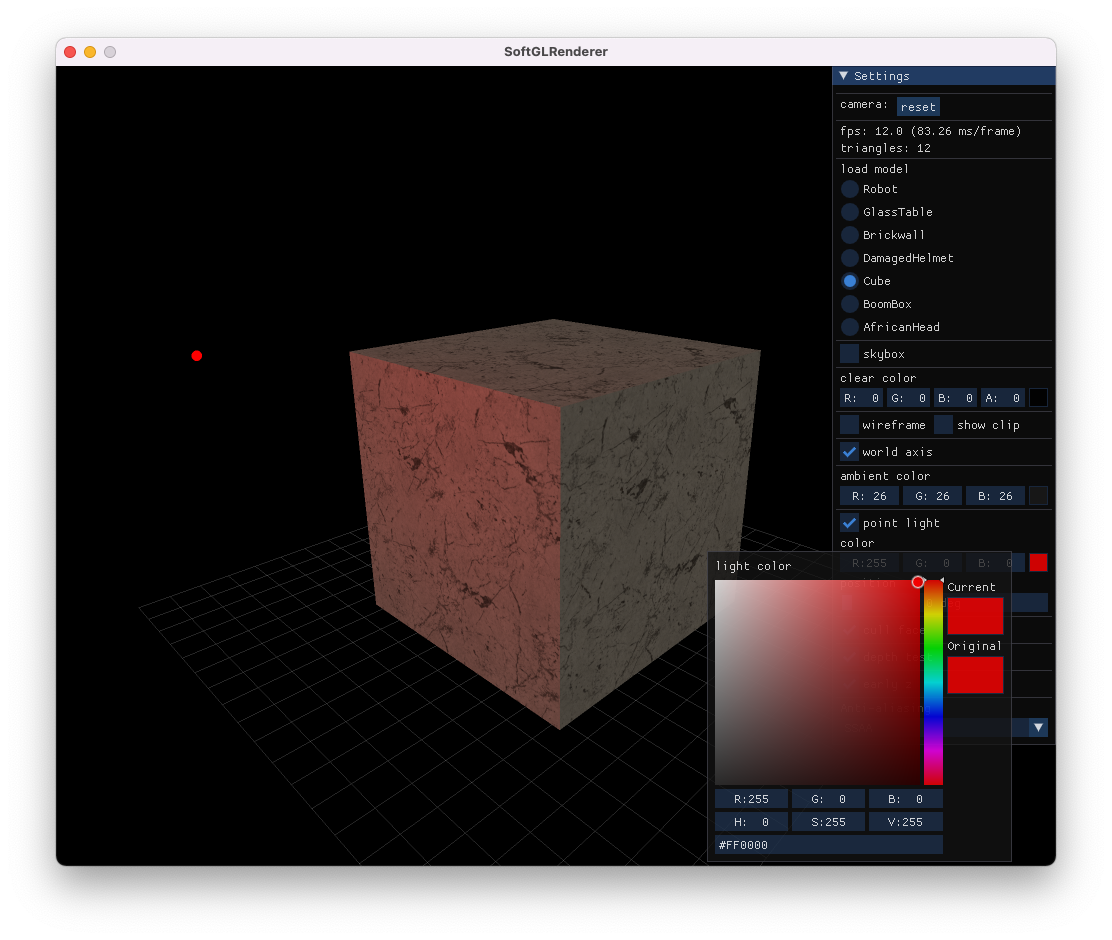 SoftGLRenderer
Settings
camera: reset
fps: 12.0 (83.26 ms/frame)
triangles: 12
load model
Robot
GlassTable
Brickwall
DamagedHelmet
Cube
BoomBox
AfricanHead
skybox
clear color
R: 0 G: 0 B: 0 A: 0
wireframe show clip
world axis
ambient color
R: 26 G: 26 B: 26
point light
color
R:255 G: 0 B: 0
light color
Current
Original
R:255 G: 0 B: 0
H: 0 S:255 V:255
#FF0000